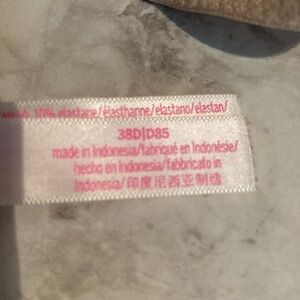 10% elastane/élasthanne/elastano/elastan/
38D|D85
made in Indonesia/fabriqué en Indonésie/
hecho en Indonesia/fabbricato in
Indonesia/印度尼西亚制造